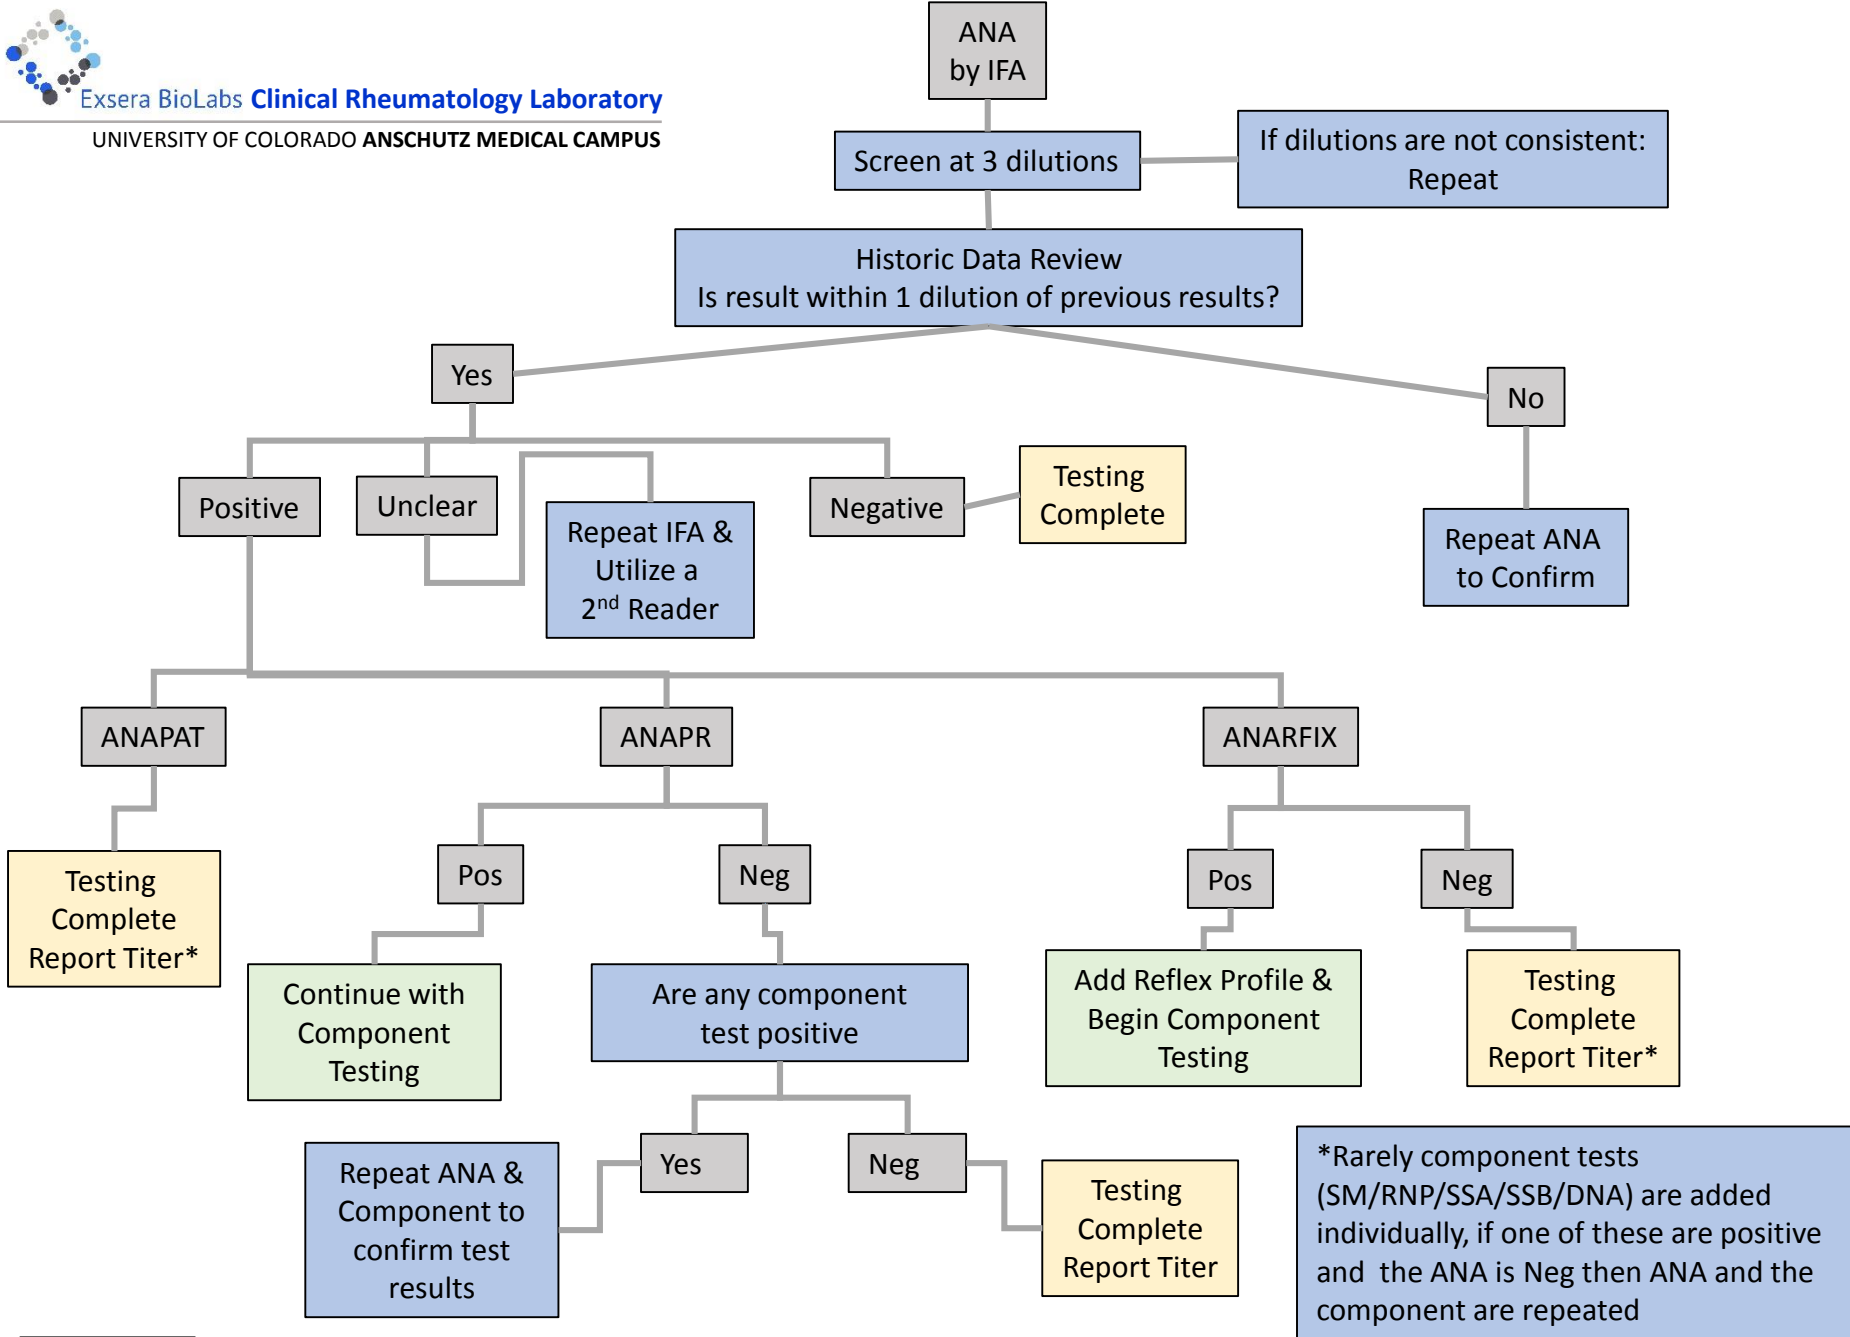 Exsera BioLabs Clinical Rheumatology Laboratory
UNIVERSITY OF COLORADO ANSCHUTZ MEDICAL CAMPUS
ANA
by IFA
Screen at 3 dilutions
If dilutions are not consistent:
Repeat
Historic Data Review
Is result within 1 dilution of previous results?
Yes
No
Positive
Unclear
Repeat IFA &
Utilize a
2nd Reader
Negative
Testing
Complete
Repeat ANA
to Confirm
ANAPAT
ANAPR
ANARFIX
Testing
Complete
Report Titer*
Pos
Neg
Pos
Neg
Continue with
Component
Testing
Are any component
test positive
Add Reflex Profile &
Begin Component
Testing
Testing
Complete
Report Titer*
Repeat ANA &
Component to
confirm test
results
Yes
Neg
Testing
Complete
Report Titer
*Rarely component tests
(SM/RNP/SSA/SSB/DNA) are added
individually, if one of these are positive
and  the ANA is Neg then ANA and the
component are repeated